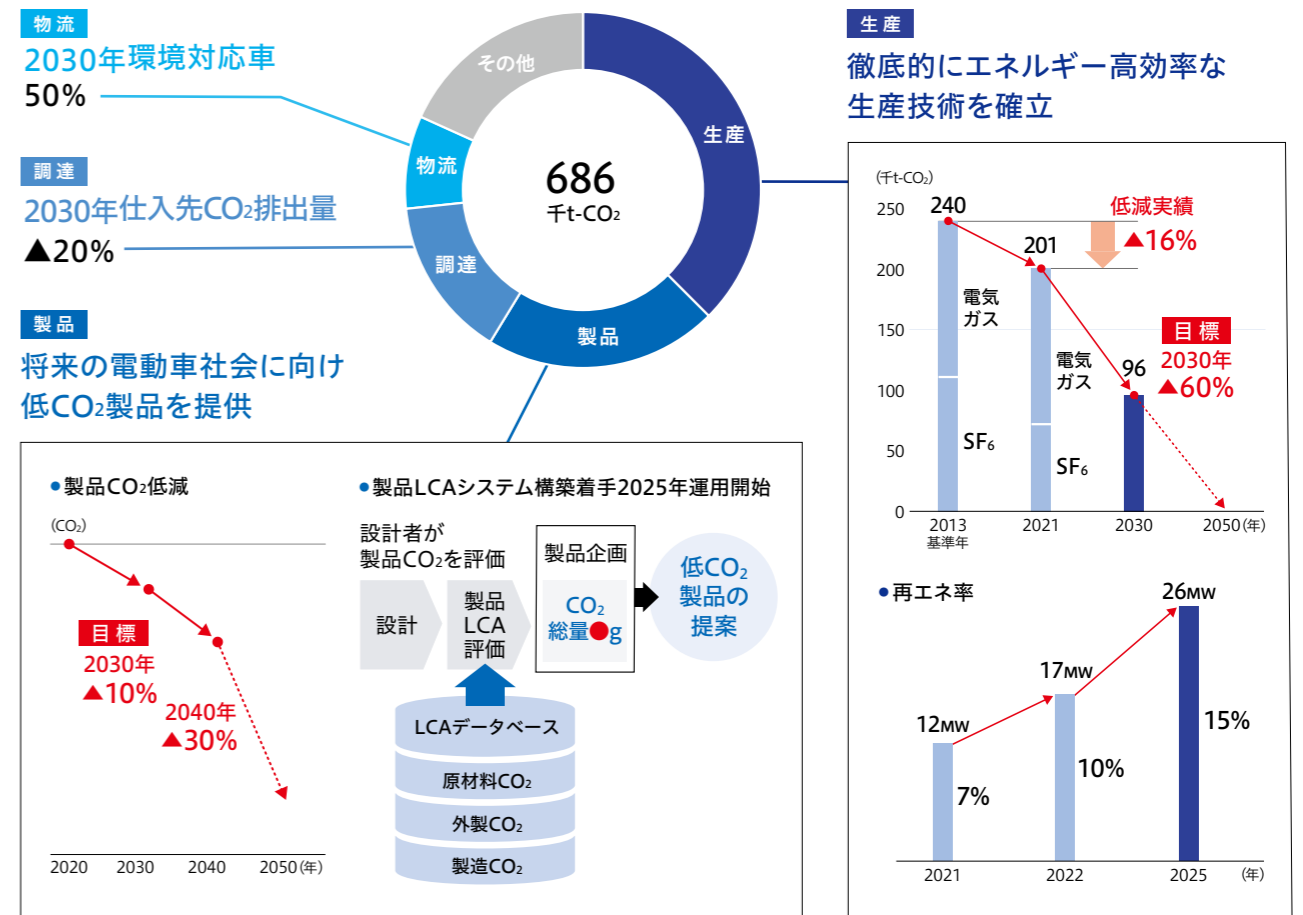 物流
2030年環境対応車
50%
調達
2030年仕入先CO₂排出量
▲20%
製品
将来の電動車社会に向け
低CO₂製品を提供
その他
生産
物流
調達
製品
686
千t-CO₂
生産
徹底的にエネルギー高効率な
生産技術を確立
(千t-CO₂)
250
200
150
100
50
0
240
201
96
低減実績
▲16%
電気
ガス
SF₆
電気
ガス
SF₆
目標
2030年
▲60%
2013
基準年
2021
2030
2050(年)
●再エネ率
12MW
17MW
26MW
7%
10%
15%
2021
2022
2025
(年)
●製品CO₂低減
(CO₂)
目標
2030年
▲10%
2040年
▲30%
2020
2030
2040
2050(年)
●製品LCAシステム構築着手2025年運用開始
設計者が
製品CO₂を評価
設計
製品
LCA
評価
製品企画
CO₂
総量●g
低CO₂
製品の
提案
LCAデータベース
原材料CO₂
外製CO₂
製造CO₂